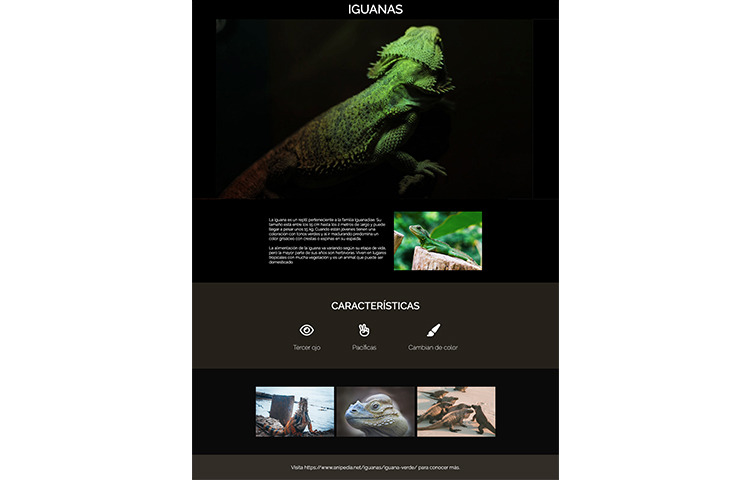 IGUANAS
La iguana es un reptil perteneciente a la familia Iguanadiae. Su
tamaño esta entre los 15 cm hasta los 2 metros de largo y puede
llegar a pesar unos 15 kg. Cuando están jóvenes tienen una
coloración con tonos verdes y al ir madurando predomina un
color grisáceo con crestas o espinas en su espalda.
La alimentación de la iguana va variando según su etapa de vida,
pero la mayor parte de sus años son herbívoras. Viven en lugares
tropicales con mucha vegetación y es un animal que puede ser
domesticado.
CARACTERÍSTICAS
Tercer ojo
Pacíficas
Cambian de color
Visita https://www.anipedia.net/iguanas/iguana-verde/ para conocer más.